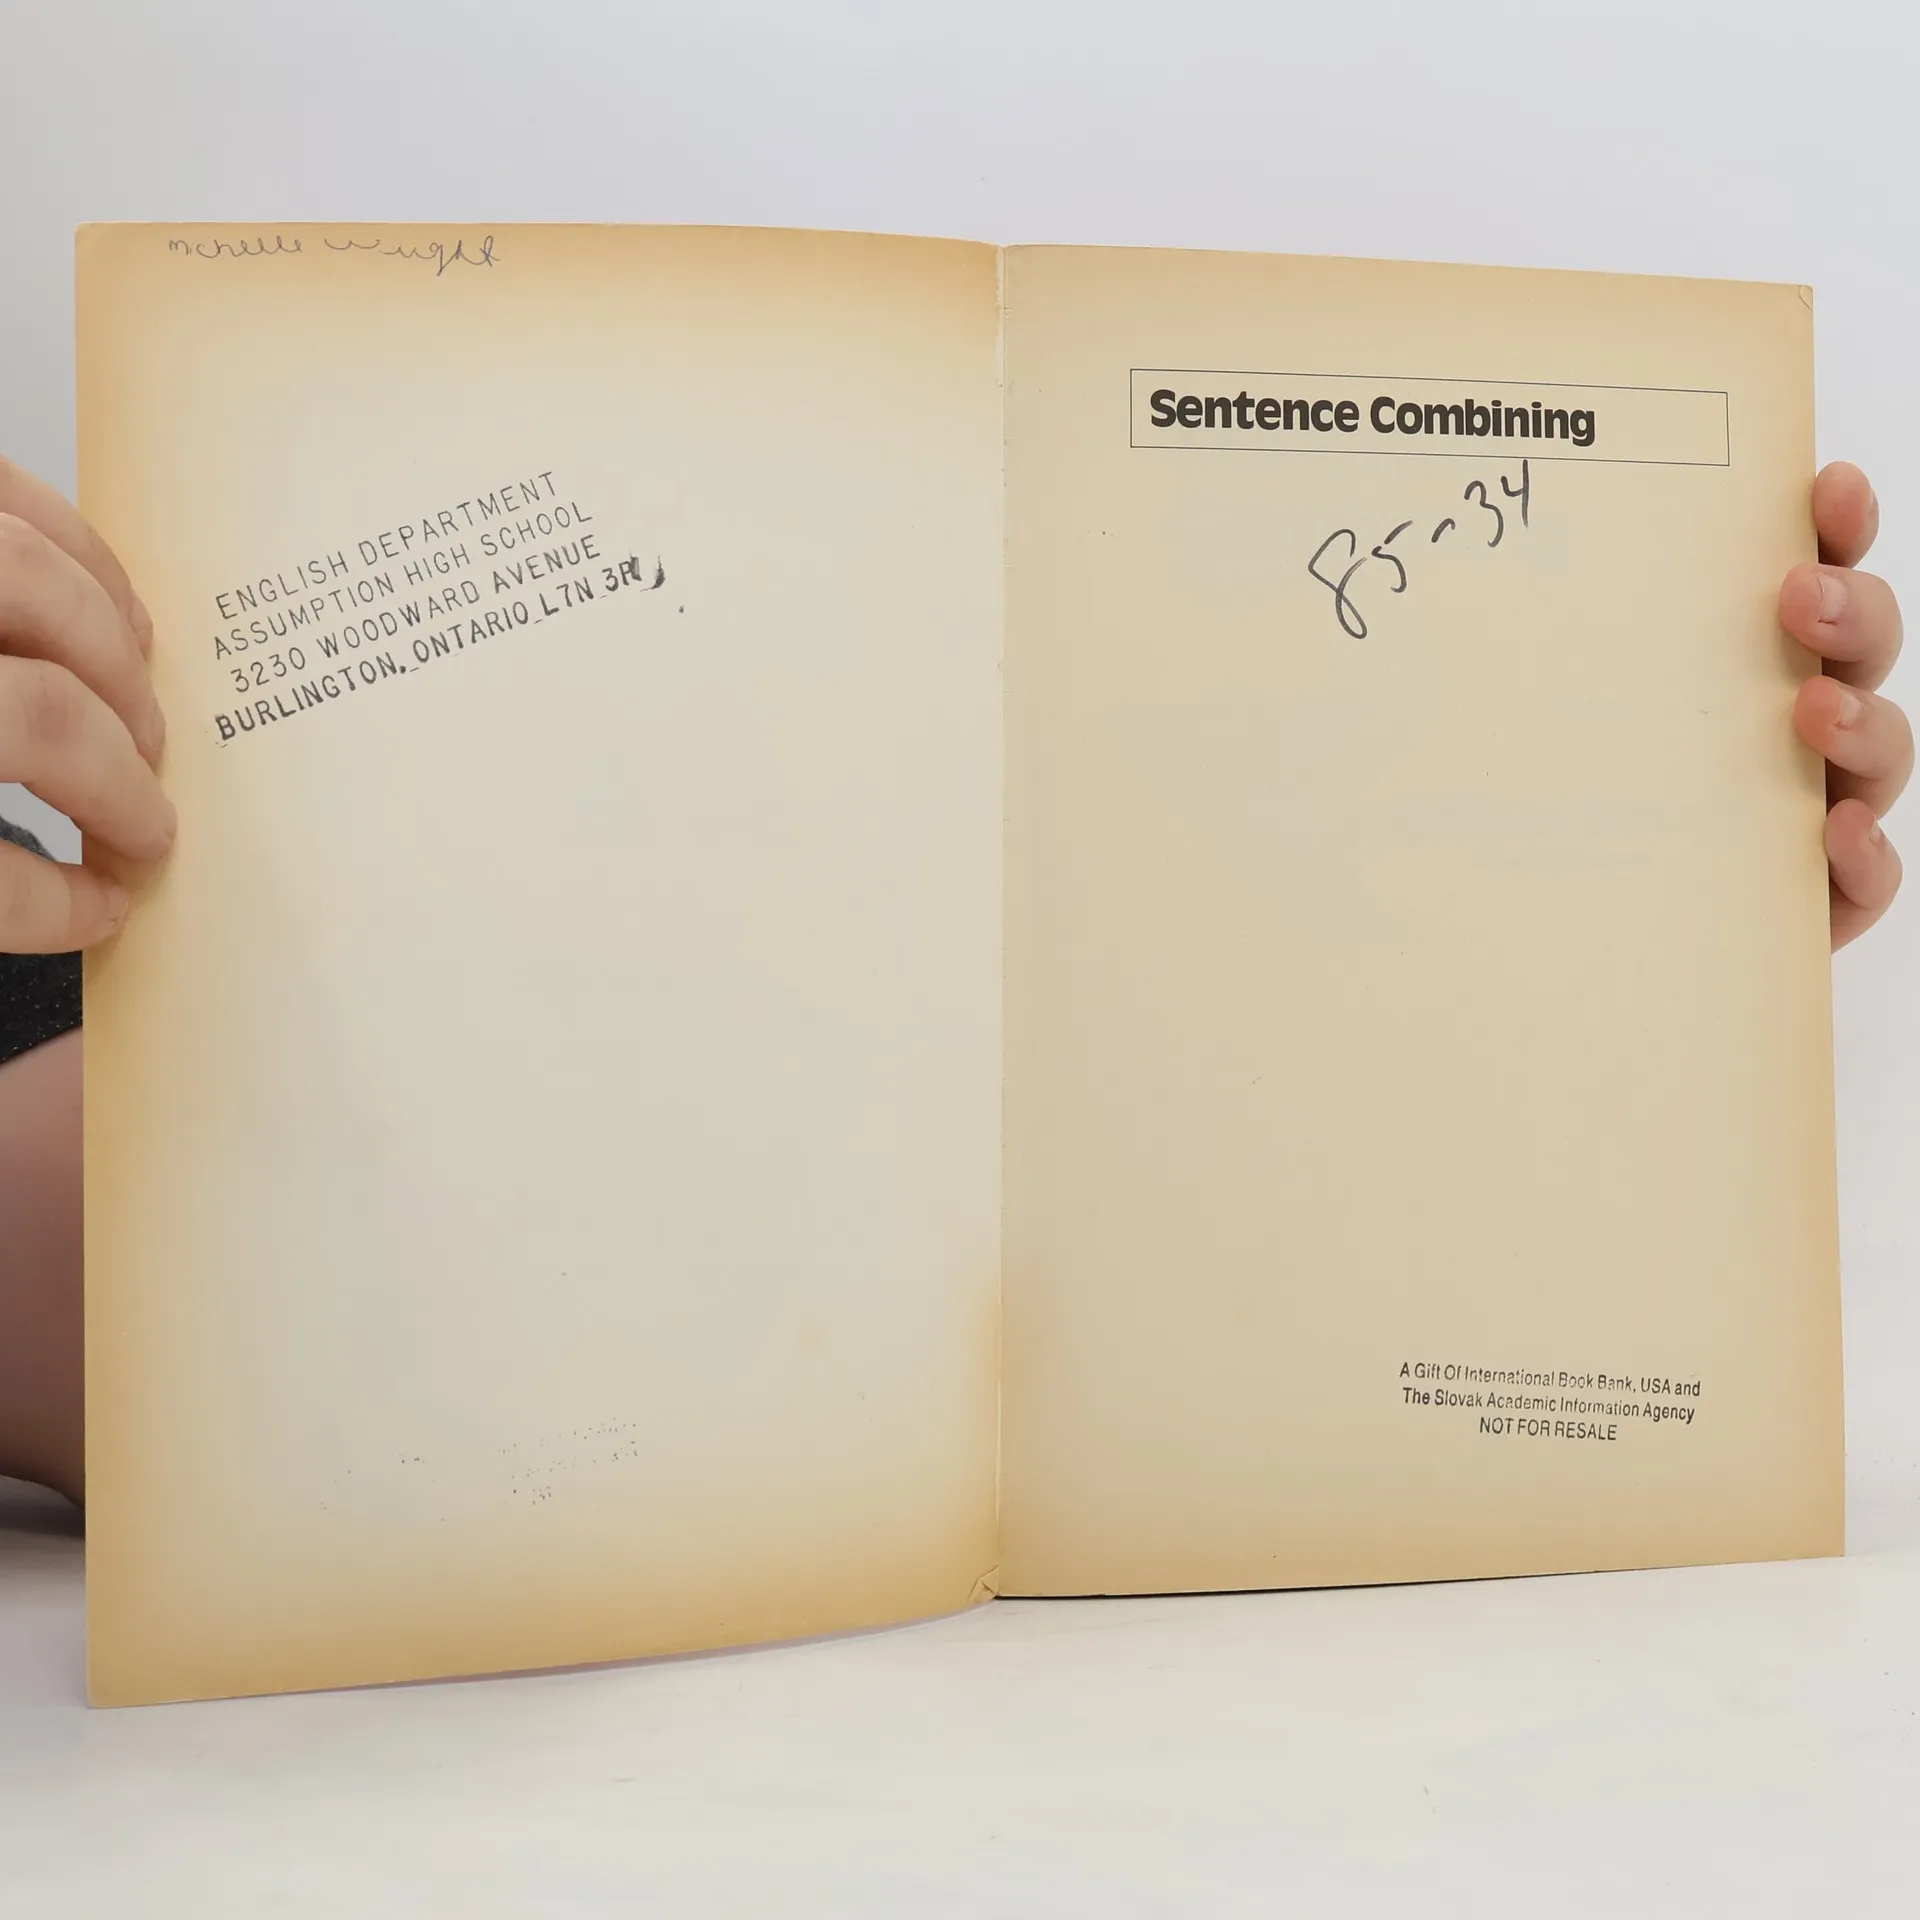 Michelle Wright
ENGLISH DEPARTMENT
ASSUMPTION HIGH SCHOOL
3230 WOODWARD AVENUE
BURLINGTON, ONTARIO L7N
Sentence Combining
85-34
A Gift Of International Book Bank, USA and
The Slovak Academic Information Agency
NOT FOR RESALE